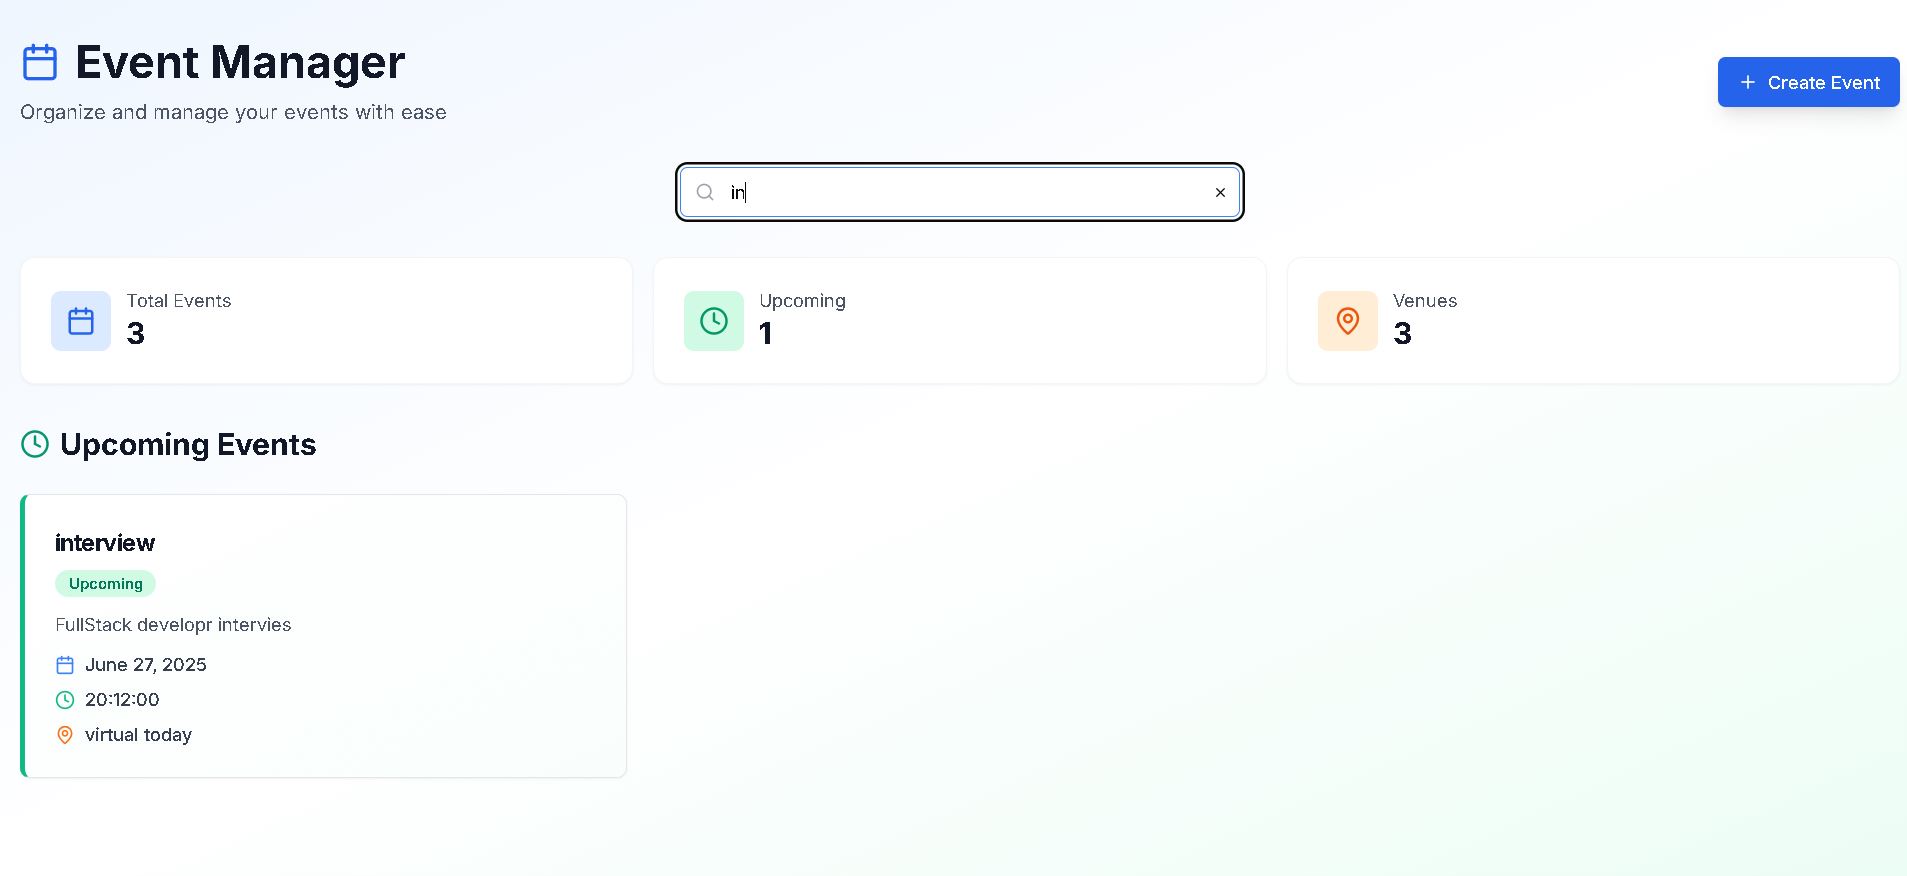 Event Manager
Organize and manage your events with ease
Create Event
in
Total Events
3
Upcoming
1
Venues
3
Upcoming Events
interview
Upcoming
FullStack developr intervies
June 27, 2025
20:12:00
virtual today